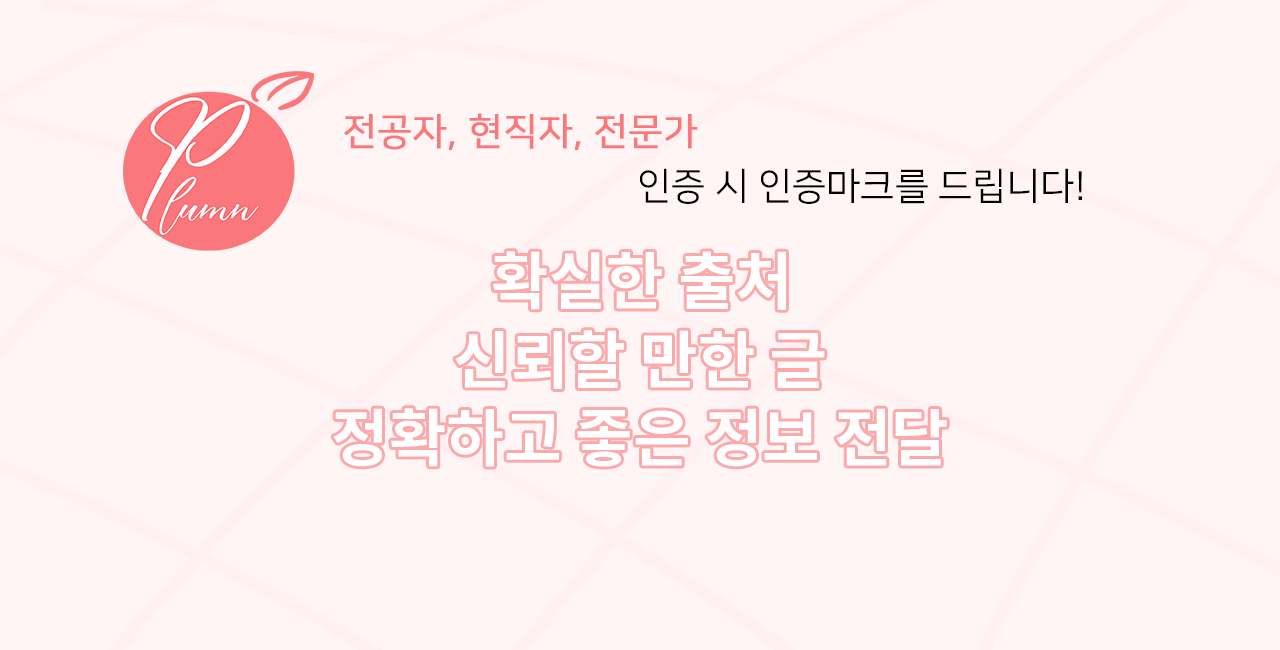 Plumn
전공자, 현직자, 전문가
인증 시 인증마크를 드립니다!
확실한 출처
신뢰할 만한 글
정확하고 좋은 정보 전달